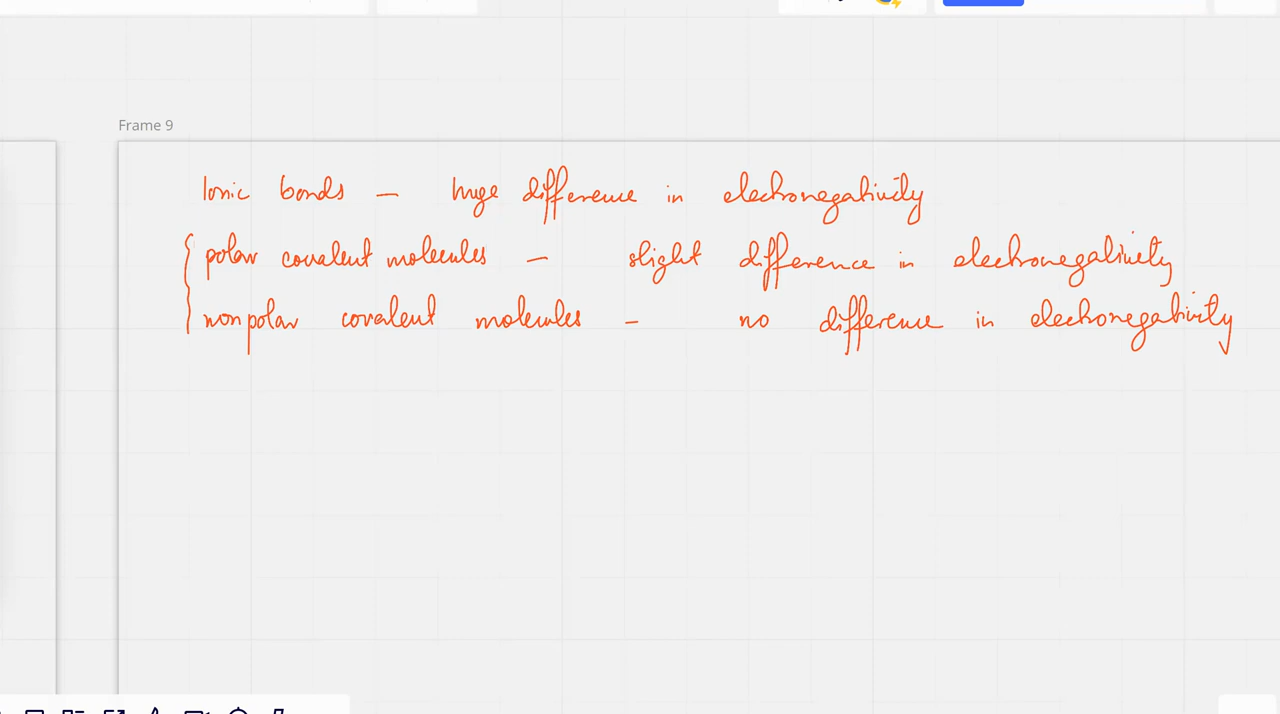 Frame 9
Ionic bonds — huge difference in electronegativity
polar covalent molecules — slight difference in electronegativity
nonpolar covalent molecules — no difference in electronegativity